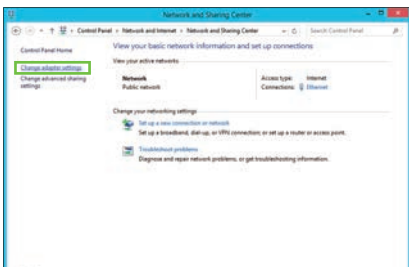 Network and Sharing Center
Control Panel › Network and Internet › Network and Sharing Center
Search Control Panel
Control Panel Home
Change adapter settings
Change advanced sharing
settings
View your basic network information and set up connections
View your active networks
Network
Public network
Access type: Internet
Connections: Ethernet
Change your networking settings
Set up a new connection or network
Set up a broadband, dial-up, or VPN connection; or set up a router or access point.
Troubleshoot problems
Diagnose and repair network problems, or get troubleshooting information.